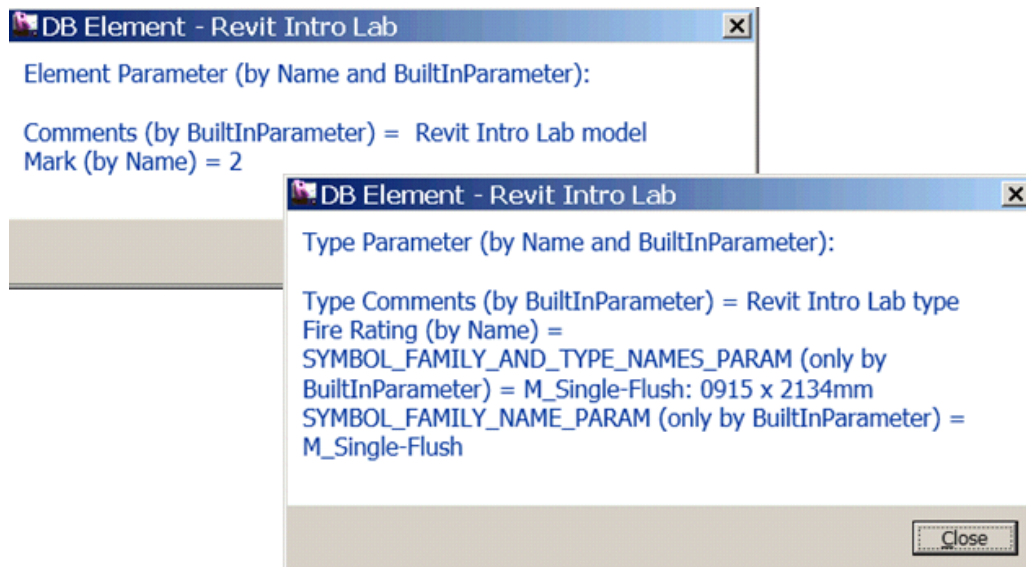 DB Element - Revit Intro Lab
Element Parameter (by Name and BuiltInParameter):
Comments (by BuiltInParameter) =  Revit Intro Lab model
Mark (by Name) = 2
DB Element - Revit Intro Lab
Type Parameter (by Name and BuiltInParameter):
Type Comments (by BuiltInParameter) = Revit Intro Lab type
Fire Rating (by Name) =
SYMBOL_FAMILY_AND_TYPE_NAMES_PARAM (only by
BuiltInParameter) = M_Single-Flush: 0915 x 2134mm
SYMBOL_FAMILY_NAME_PARAM (only by BuiltInParameter) =
M_Single-Flush
Close